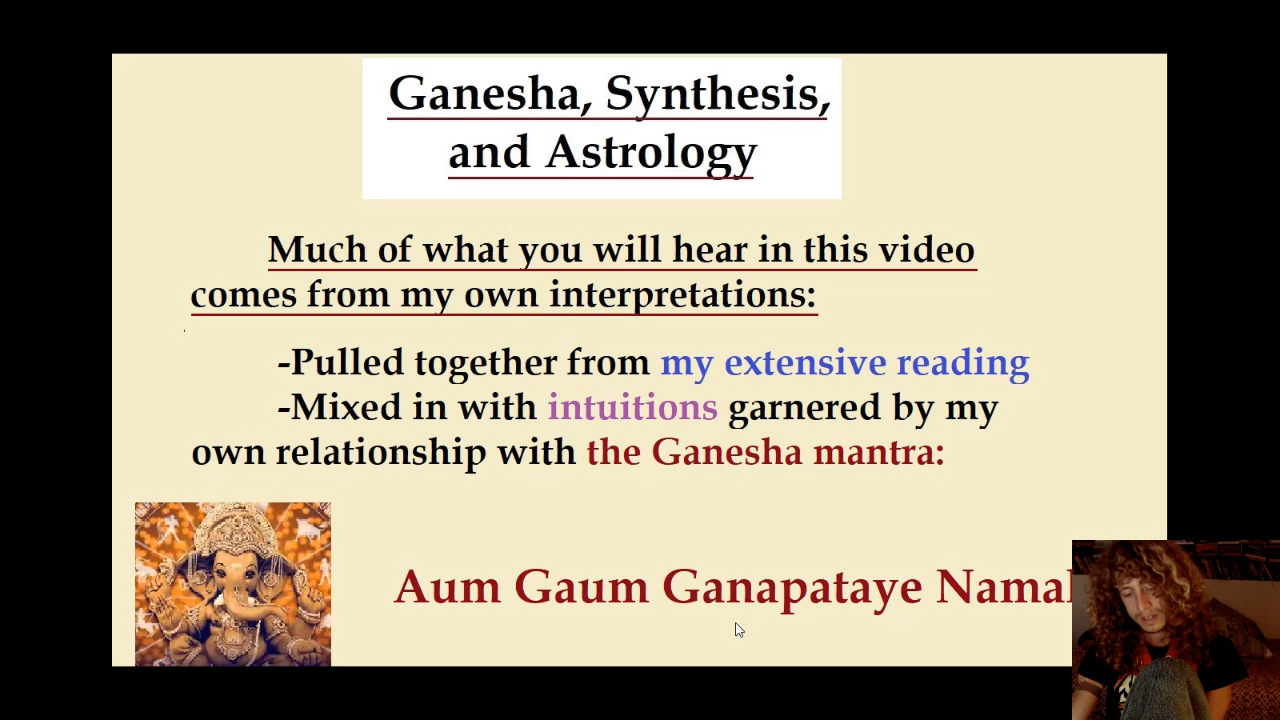 Ganesha, Synthesis,
and Astrology
Much of what you will hear in this video
comes from my own interpretations:
-Pulled together from my extensive reading
-Mixed in with intuitions garnered by my
own relationship with the Ganesha mantra:
Aum Gaum Ganapataye